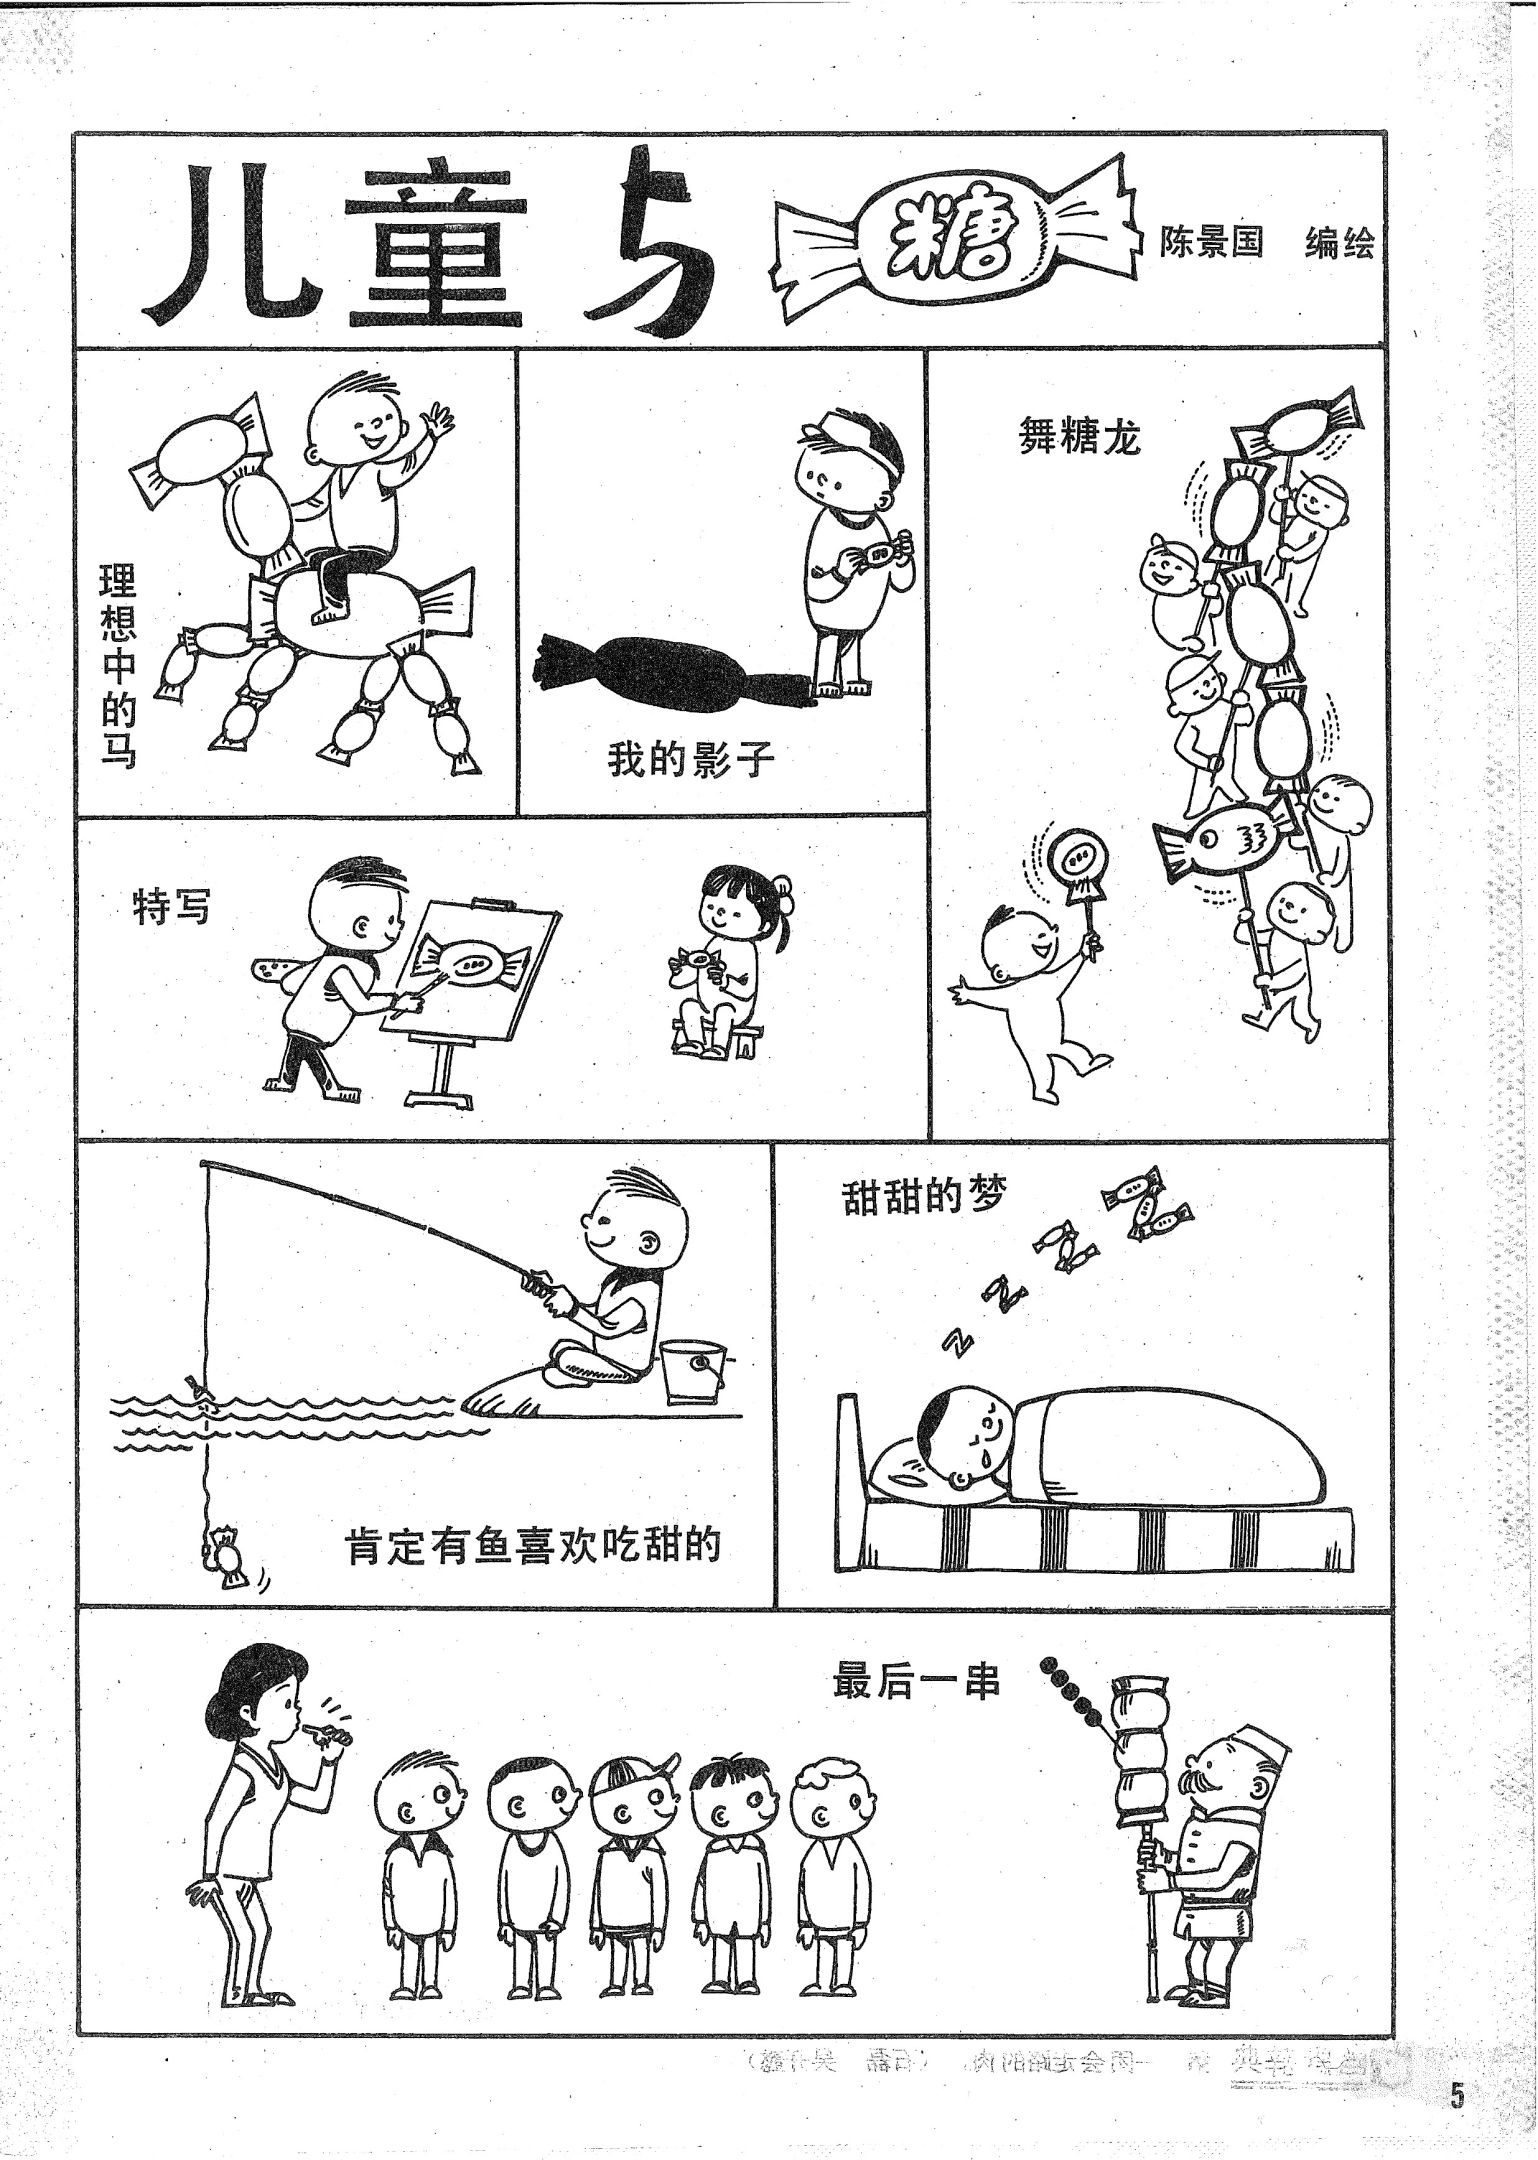 儿童与糖
陈景国 编绘
理想中的马
我的影子
舞糖龙
特写
肯定有鱼喜欢吃甜的
甜甜的梦
z
最后一串
5